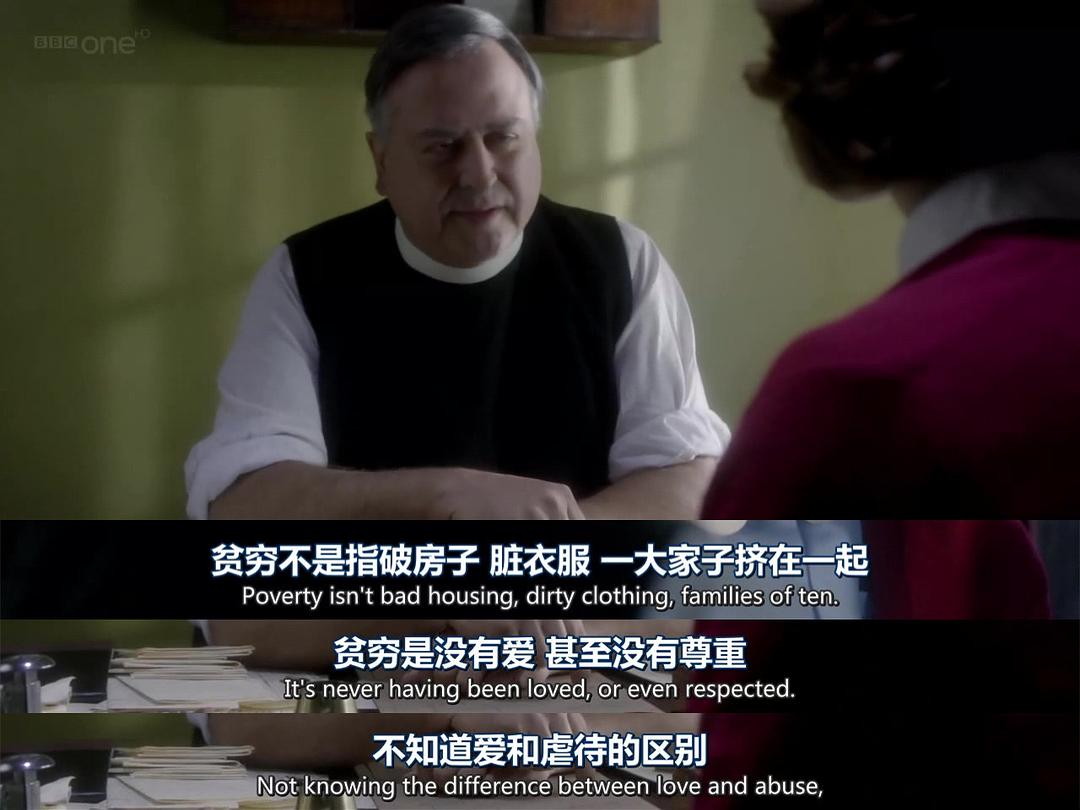 BBC one HD
贫穷不是指破房子 脏衣服 一大家子挤在一起
Poverty isn't bad housing, dirty clothing, families of ten.
贫穷是没有爱 甚至没有尊重
It's never having been loved, or even respected.
不知道爱和虐待的区别
Not knowing the difference between love and abuse,